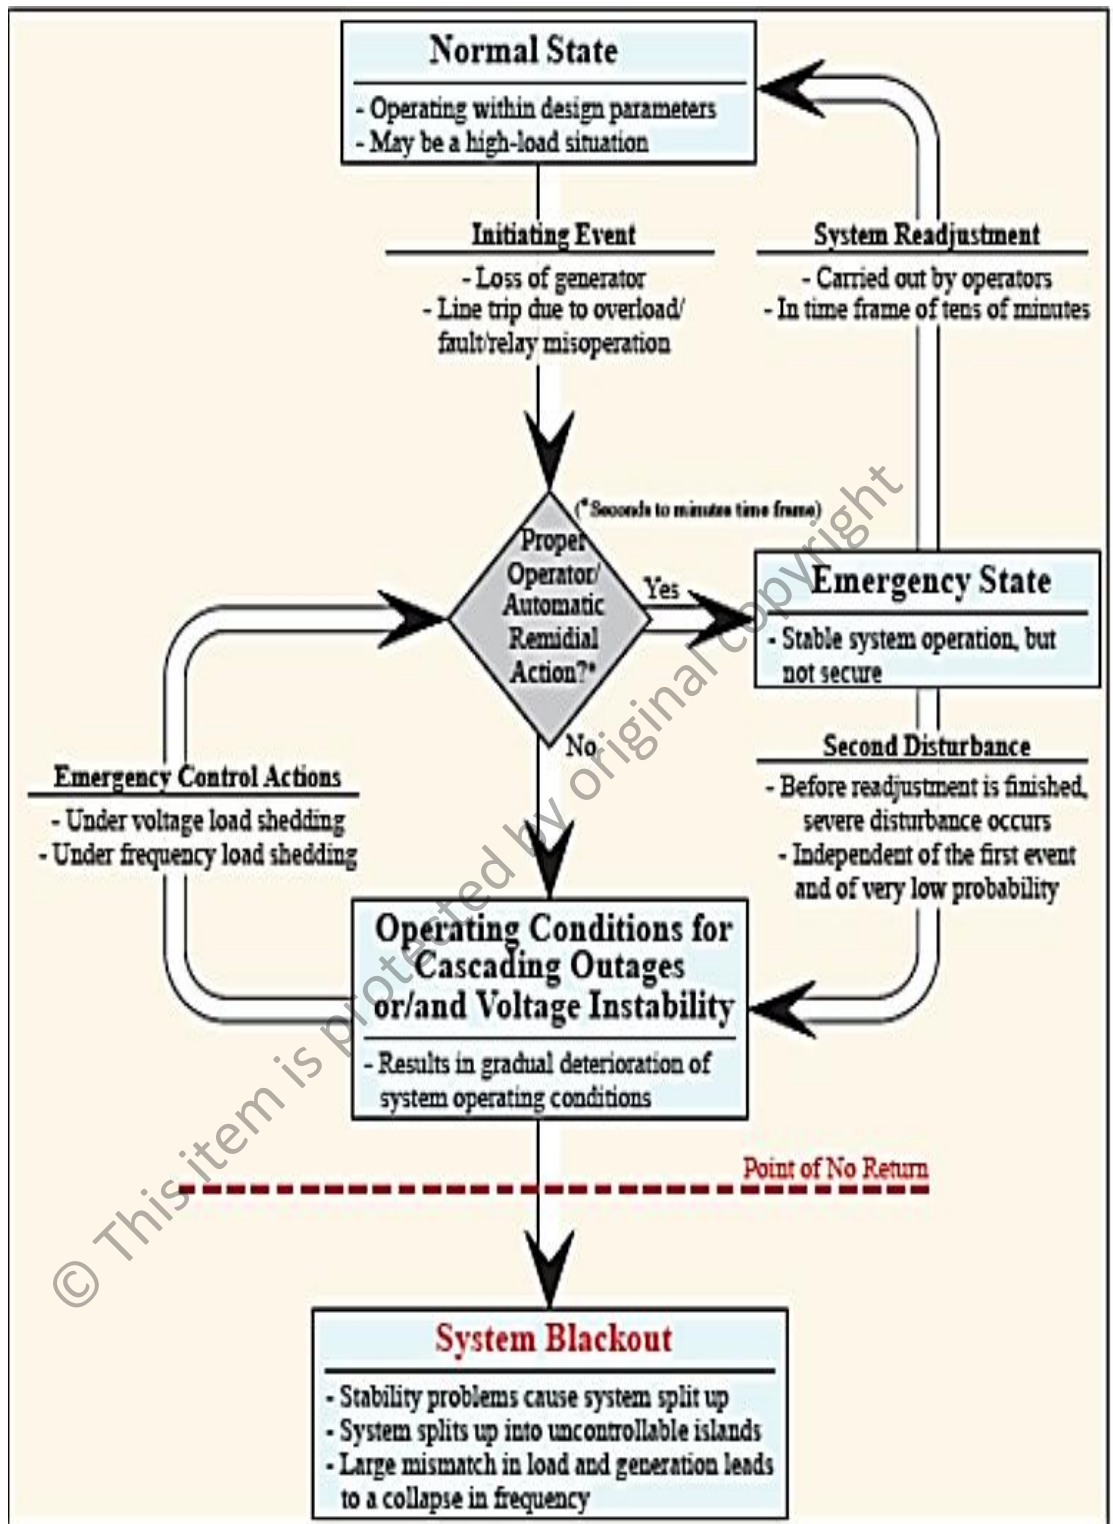 Normal State
- Operating within design parameters
- May be a high-load situation
Initiating Event
- Loss of generator
- Line trip due to overload/
fault/relay misoperation
System Readjustment
- Carried out by operators
- In time frame of tens of minutes
(*Seconds to minutes time frame)
Proper
Operator/
Automatic
Remidial
Action?*
Yes
No
Emergency State
- Stable system operation, but
not secure
Second Disturbance
- Before readjustment is finished,
severe disturbance occurs
- Independent of the first event
and of very low probability
Emergency Control Actions
- Under voltage load shedding
- Under frequency load shedding
Operating Conditions for
Cascading Outages
or/and Voltage Instability
- Results in gradual deterioration of
system operating conditions
Point of No Return
System Blackout
- Stability problems cause system split up
- System splits up into uncontrollable islands
- Large mismatch in load and generation leads
to a collapse in frequency
© This item is protected by original copyright